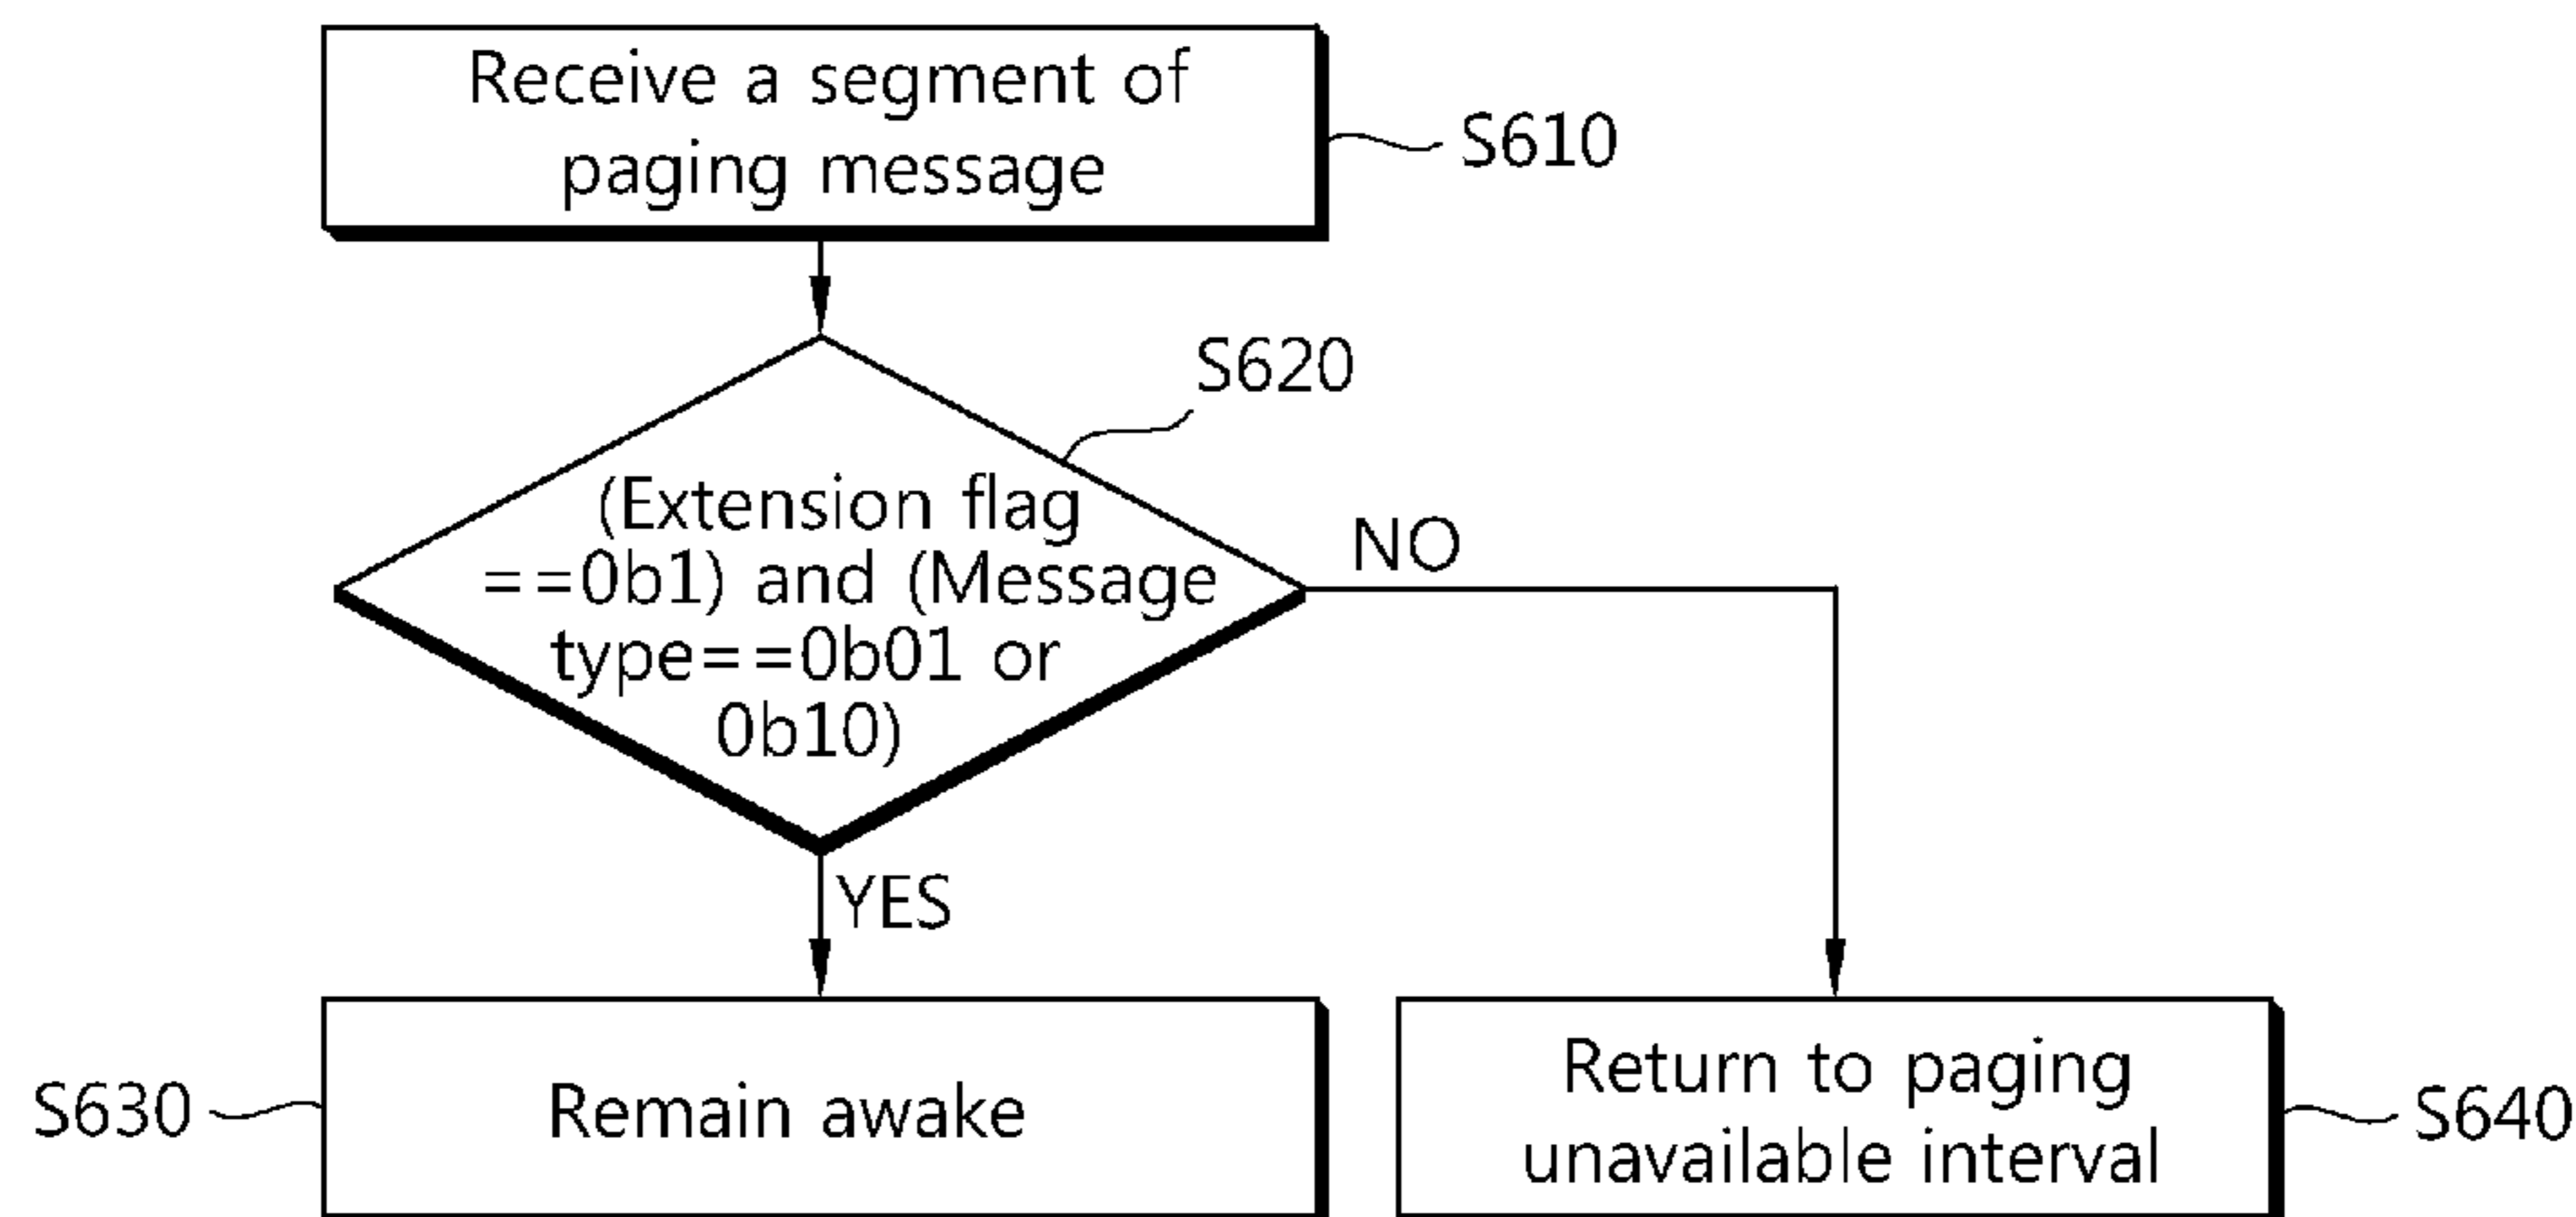 Receive a segment of
paging message
S610
S620
(Extension flag
==0b1) and (Message
type==0b01 or
0b10)
NO
YES
S630
Remain awake
Return to paging
unavailable interval
S640